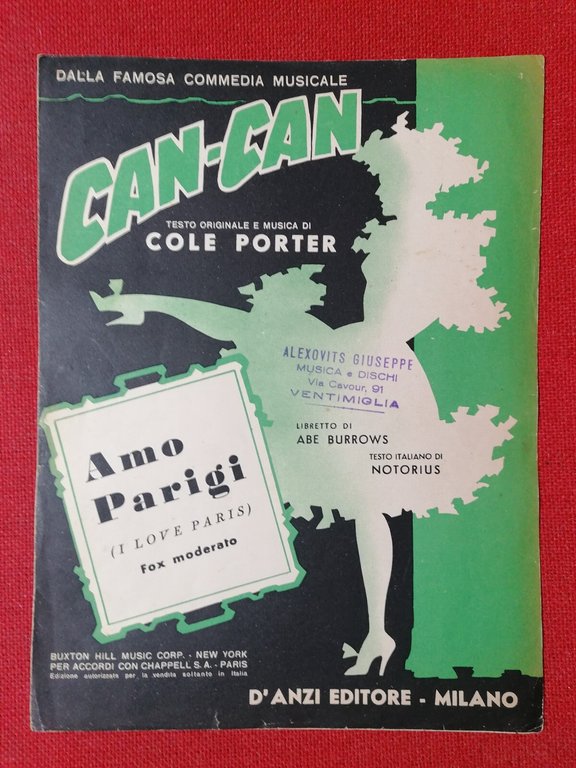 DALLA FAMOSA COMMEDIA MUSICALE
CAN-CAN
TESTO ORIGINALE E MUSICA DI
COLE PORTER
ALEXOVITS GIUSEPPE
MUSICA e DISCHI
Via Cavour, 91
VENTIMIGLIA
LIBRETTO DI
ABE BURROWS
TESTO ITALIANO DI
NOTORIUS
Amo
Parigi
(I LOVE PARIS)
Fox moderato
BUXTON HILL MUSIC CORP. - NEW YORK
PER ACCORDI CON CHAPPELL S.A. - PARIS
Edizione autorizzata per la vendita soltanto in Italia
D'ANZI EDITORE - MILANO